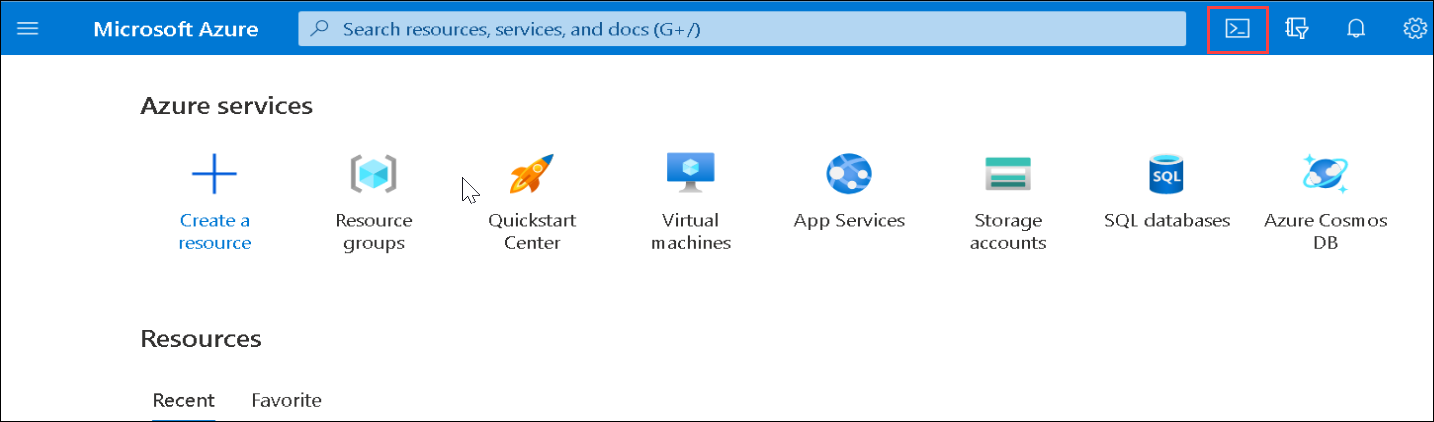 Microsoft Azure
Search resources, services, and docs (G+/)
Azure services
Create a
resource
Resource
groups
Quickstart
Center
Virtual
machines
App Services
Storage
accounts
SQL
SQL databases
Azure Cosmos
DB
Resources
Recent
Favorite